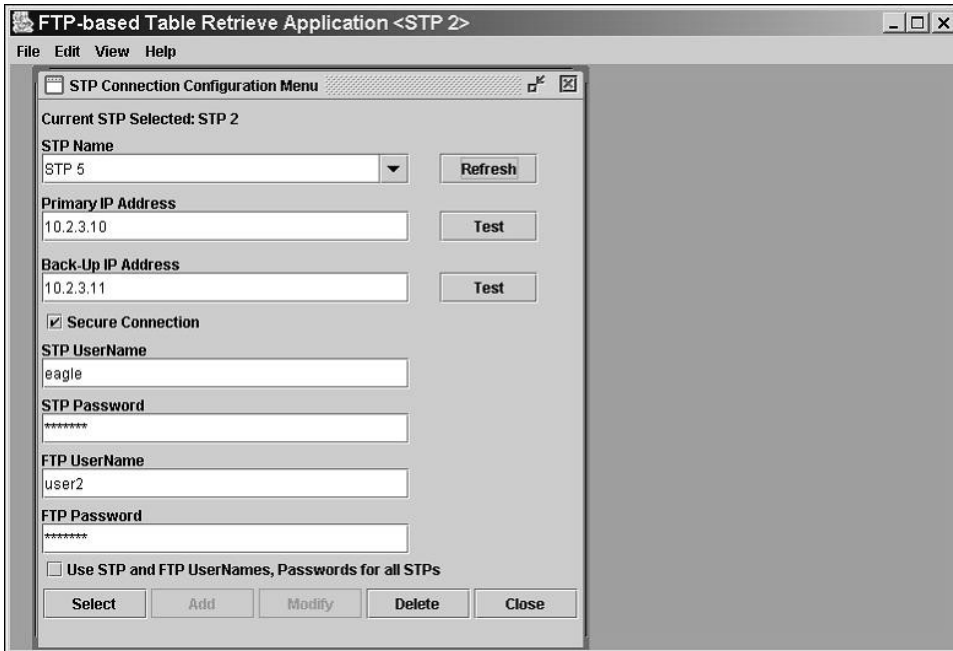 FTP-based Table Retrieve Application <STP 2>
File Edit View Help
STP Connection Configuration Menu
Current STP Selected: STP 2
STP Name
STP 5
Refresh
Primary IP Address
10.2.3.10
Test
Back-Up IP Address
10.2.3.11
Test
Secure Connection
STP UserName
eagle
STP Password
*******
FTP UserName
user2
FTP Password
*******
Use STP and FTP UserNames, Passwords for all STPs
Select Add Modify Delete Close